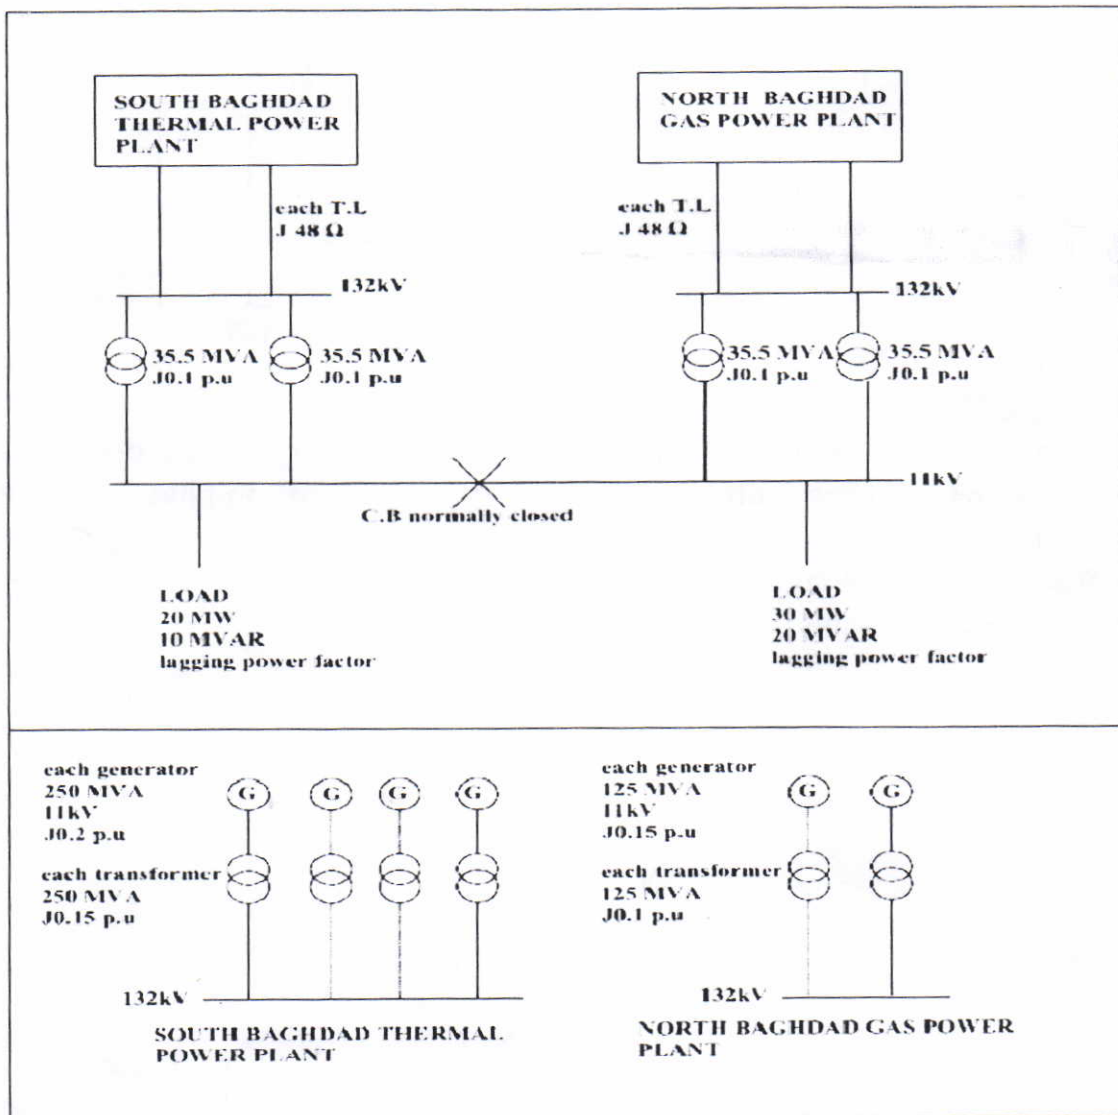 SOUTH BAGHDAD
THERMAL POWER
PLANT
NORTH BAGHDAD
GAS POWER PLANT
each T.L
J 48 Ω
each T.L
J 48 Ω
132kV
132kV
35.5 MVA
J0.1 p.u
35.5 MVA
J0.1 p.u
35.5 MVA
J0.1 p.u
35.5 MVA
J0.1 p.u
11kV
C.B normally closed
LOAD
20 MW
10 MVAR
lagging power factor
LOAD
30 MW
20 MVAR
lagging power factor
each generator
250 MVA
11kV
J0.2 p.u
G G G G
each transformer
250 MVA
J0.15 p.u
132kV
SOUTH BAGHDAD THERMAL
POWER PLANT
each generator
125 MVA
11kV
J0.15 p.u
G G
each transformer
125 MVA
J0.1 p.u
132kV
NORTH BAGHDAD GAS POWER
PLANT